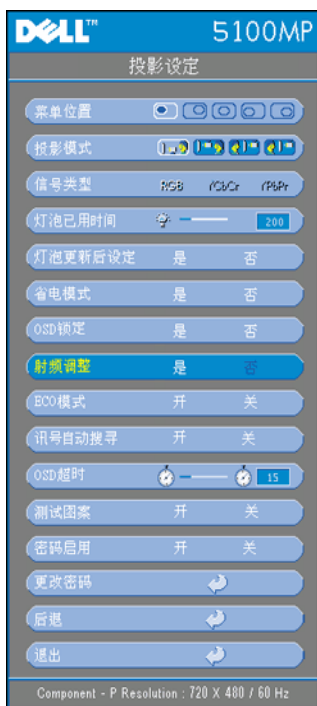 DELL™ 5100MP
投影设定
菜单位置
投影模式
信号类型 RGB YCbCr YPbPr
灯泡已用时间 200
灯泡更新后设定 是 否
省电模式 是 否
OSD锁定 是 否
射频调整 是 否
ECO模式 开 关
讯号自动搜寻 开 关
OSD超时 15
测试图案 开 关
密码启用 开 关
更改密码
后退
退出
Component - P Resolution : 720 X 480 / 60 Hz